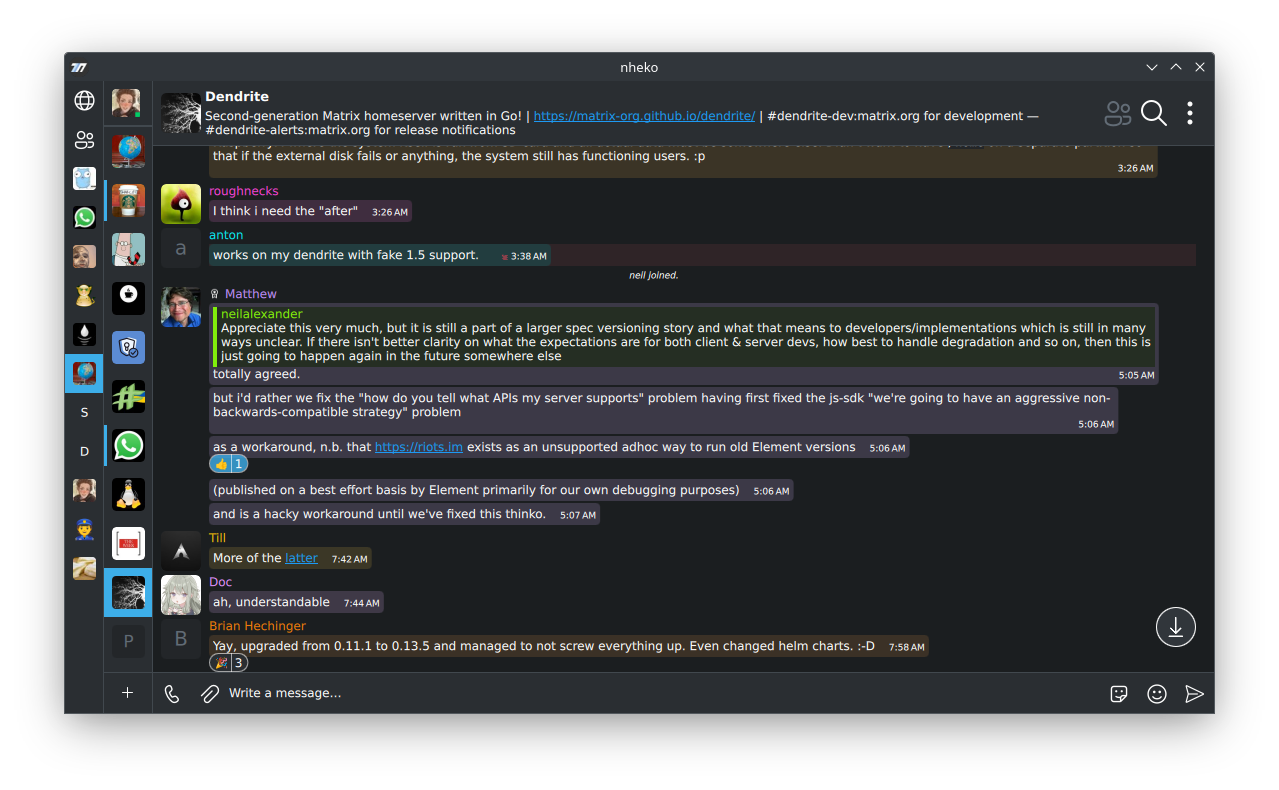 nheko
Dendrite
Second-generation Matrix homeserver written in Go! | https://matrix-org.github.io/dendrite/ | #dendrite-dev:matrix.org for development —
#dendrite-alerts:matrix.org for release notifications
that if the external disk fails or anything, the system still has functioning users. :p
3:26 AM
roughnecks
I think i need the "after" 3:26 AM
a
anton
works on my dendrite with fake 1.5 support. 3:38 AM
neil joined.
Matthew
neilalexander
Appreciate this very much, but it is still a part of a larger spec versioning story and what that means to developers/implementations which is still in many
ways unclear. If there isn't better clarity on what the expectations are for both client & server devs, how best to handle degradation and so on, then this is
just going to happen again in the future somewhere else
totally agreed. 5:05 AM
but i'd rather we fix the "how do you tell what APIs my server supports" problem having first fixed the js-sdk "we're going to have an aggressive non-
backwards-compatible strategy" problem
5:06 AM
as a workaround, n.b. that https://riots.im exists as an unsupported adhoc way to run old Element versions 5:06 AM
👍 1
(published on a best effort basis by Element primarily for our own debugging purposes) 5:06 AM
and is a hacky workaround until we've fixed this thinko. 5:07 AM
Till
More of the latter 7:42 AM
Doc
ah, understandable 7:44 AM
B
Brian Hechinger
Yay, upgraded from 0.11.1 to 0.13.5 and managed to not screw everything up. Even changed helm charts. :-D 7:58 AM
🎉 3
S
D
P
+
Write a message...